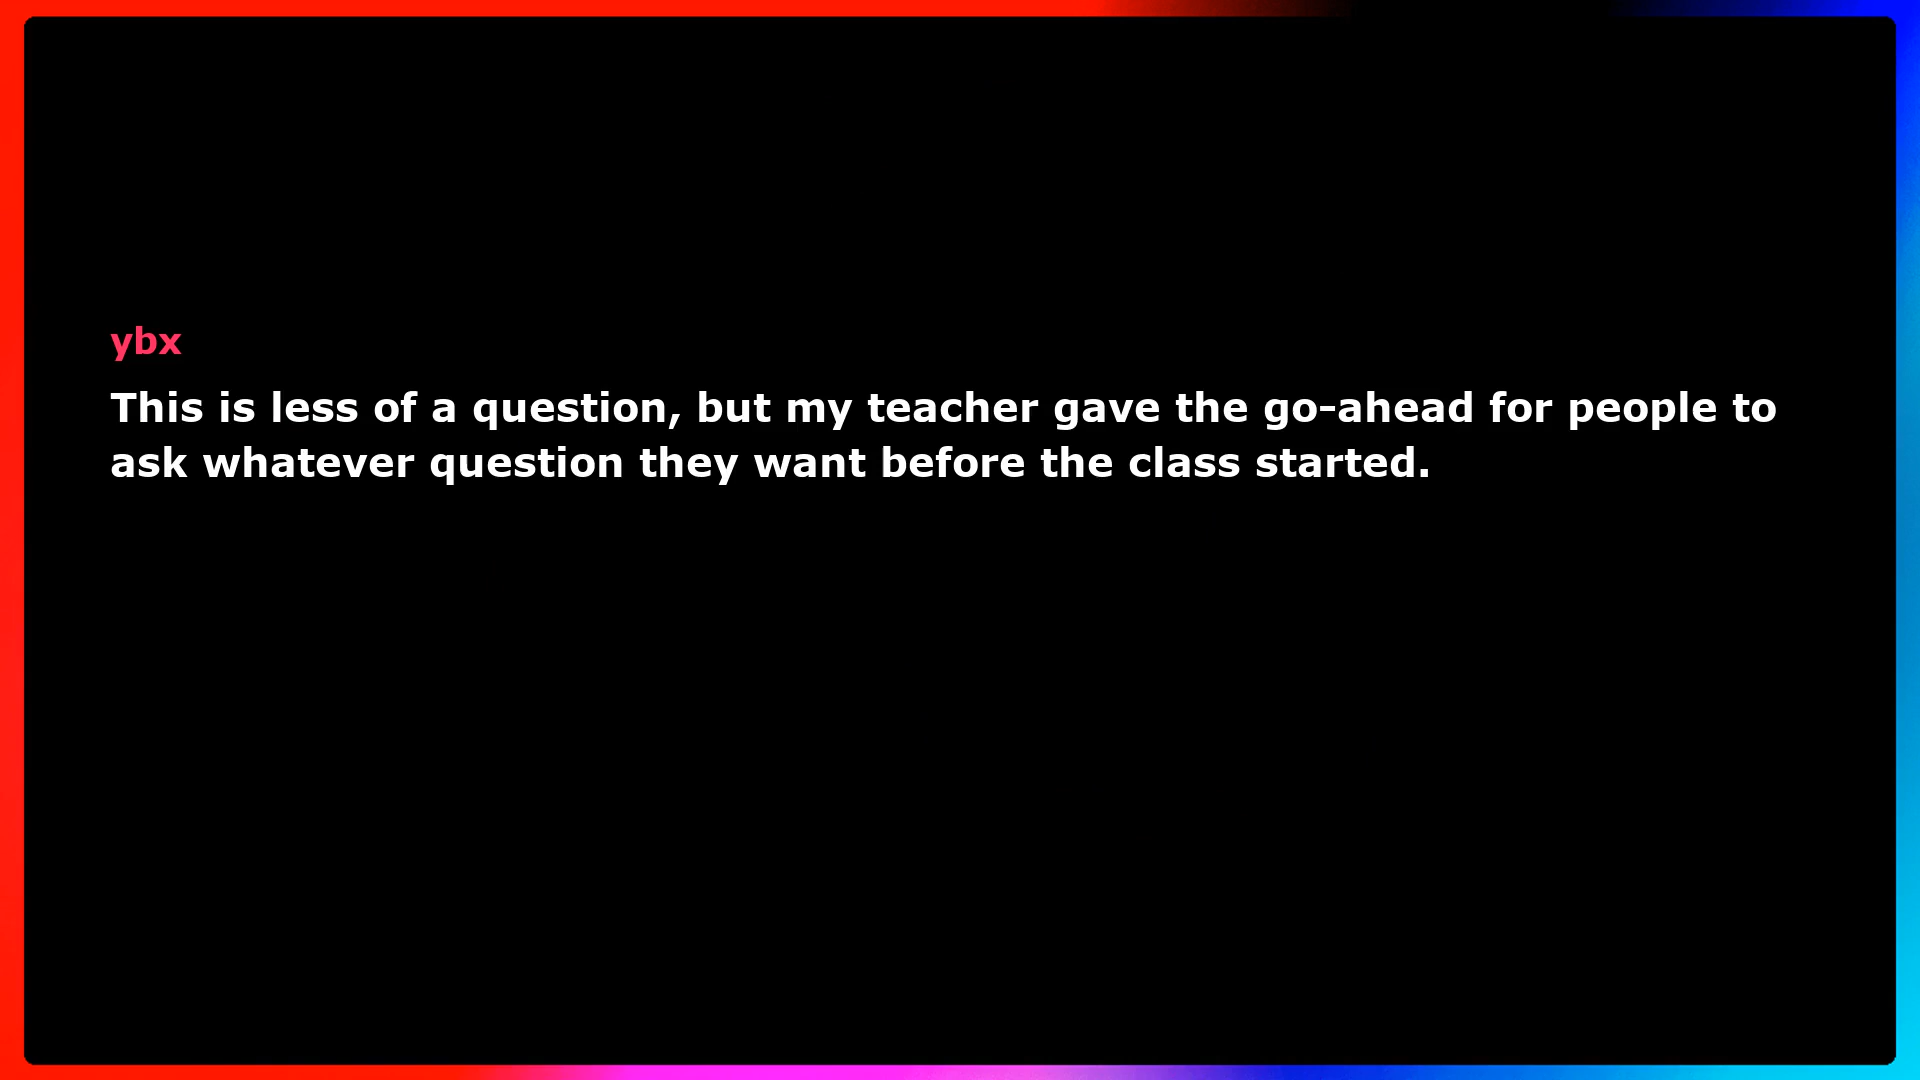 ybx
This is less of a question, but my teacher gave the go-ahead for people to
ask whatever question they want before the class started.